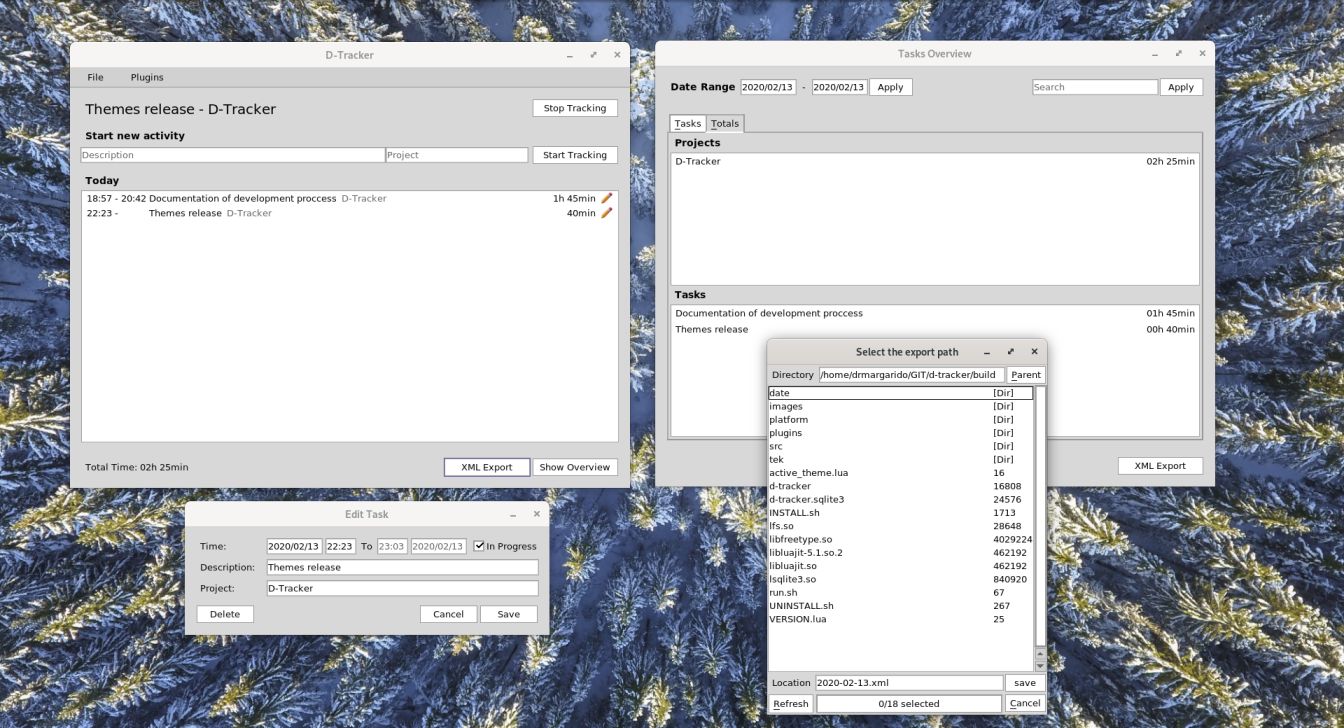 D-Tracker
File Plugins
Themes release - D-Tracker
Stop Tracking
Start new activity
Description Project Start Tracking
Today
18:57 - 20:42 Documentation of development proccess D-Tracker 1h 45min
22:23 - Themes release D-Tracker 40min
Total Time: 02h 25min XML Export Show Overview
Tasks Overview
Date Range 2020/02/13 - 2020/02/13 Apply Search Apply
Tasks Totals
Projects
D-Tracker 02h 25min
Tasks
Documentation of development proccess 01h 45min
Themes release 00h 40min
XML Export
Edit Task
Time: 2020/02/13 22:23 To 23:03 2020/02/13 In Progress
Description: Themes release
Project: D-Tracker
Delete Cancel Save
Select the export path
Directory /home/drmargarido/GIT/d-tracker/build Parent
date [Dir]
images [Dir]
platform [Dir]
plugins [Dir]
src [Dir]
tek [Dir]
active_theme.lua 16
d-tracker 16808
d-tracker.sqlite3 24576
INSTALL.sh 1713
lfs.so 28648
libfreetype.so 4029224
libluajit-5.1.so.2 462192
libluajit.so 462192
lsqlite3.so 840920
run.sh 67
UNINSTALL.sh 267
VERSION.lua 25
Location 2020-02-13.xml save
Refresh 0/18 selected Cancel